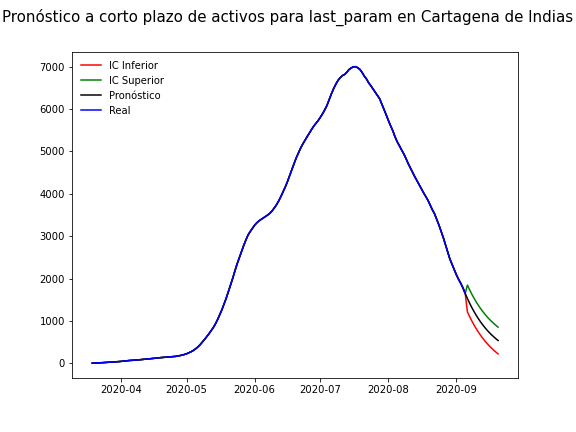 Pronóstico a corto plazo de activos para last_param en Cartagena de Indias
IC Inferior
IC Superior
Pronóstico
Real
7000
6000
5000
4000
3000
2000
1000
0
2020-04
2020-05
2020-06
2020-07
2020-08
2020-09